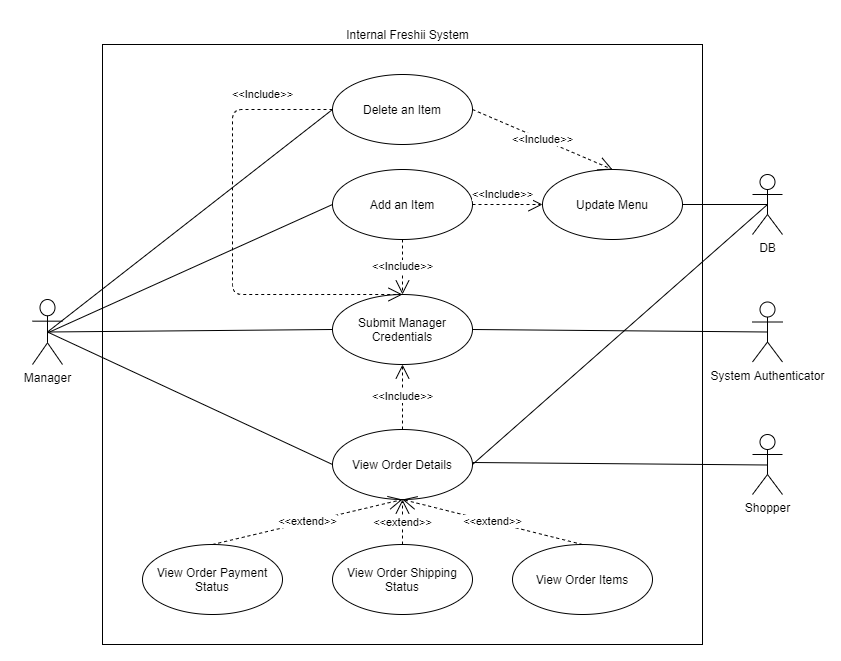 Internal Freshii System
<<Include>>
Delete an Item
<<Include>>
Add an Item
<<Include>>
Update Menu
DB
<<Include>>
Submit Manager
Credentials
Manager
System Authenticator
<<Include>>
View Order Details
Shopper
<<extend>>
<<extend>>
<<extend>>
View Order Payment
Status
View Order Shipping
Status
View Order Items